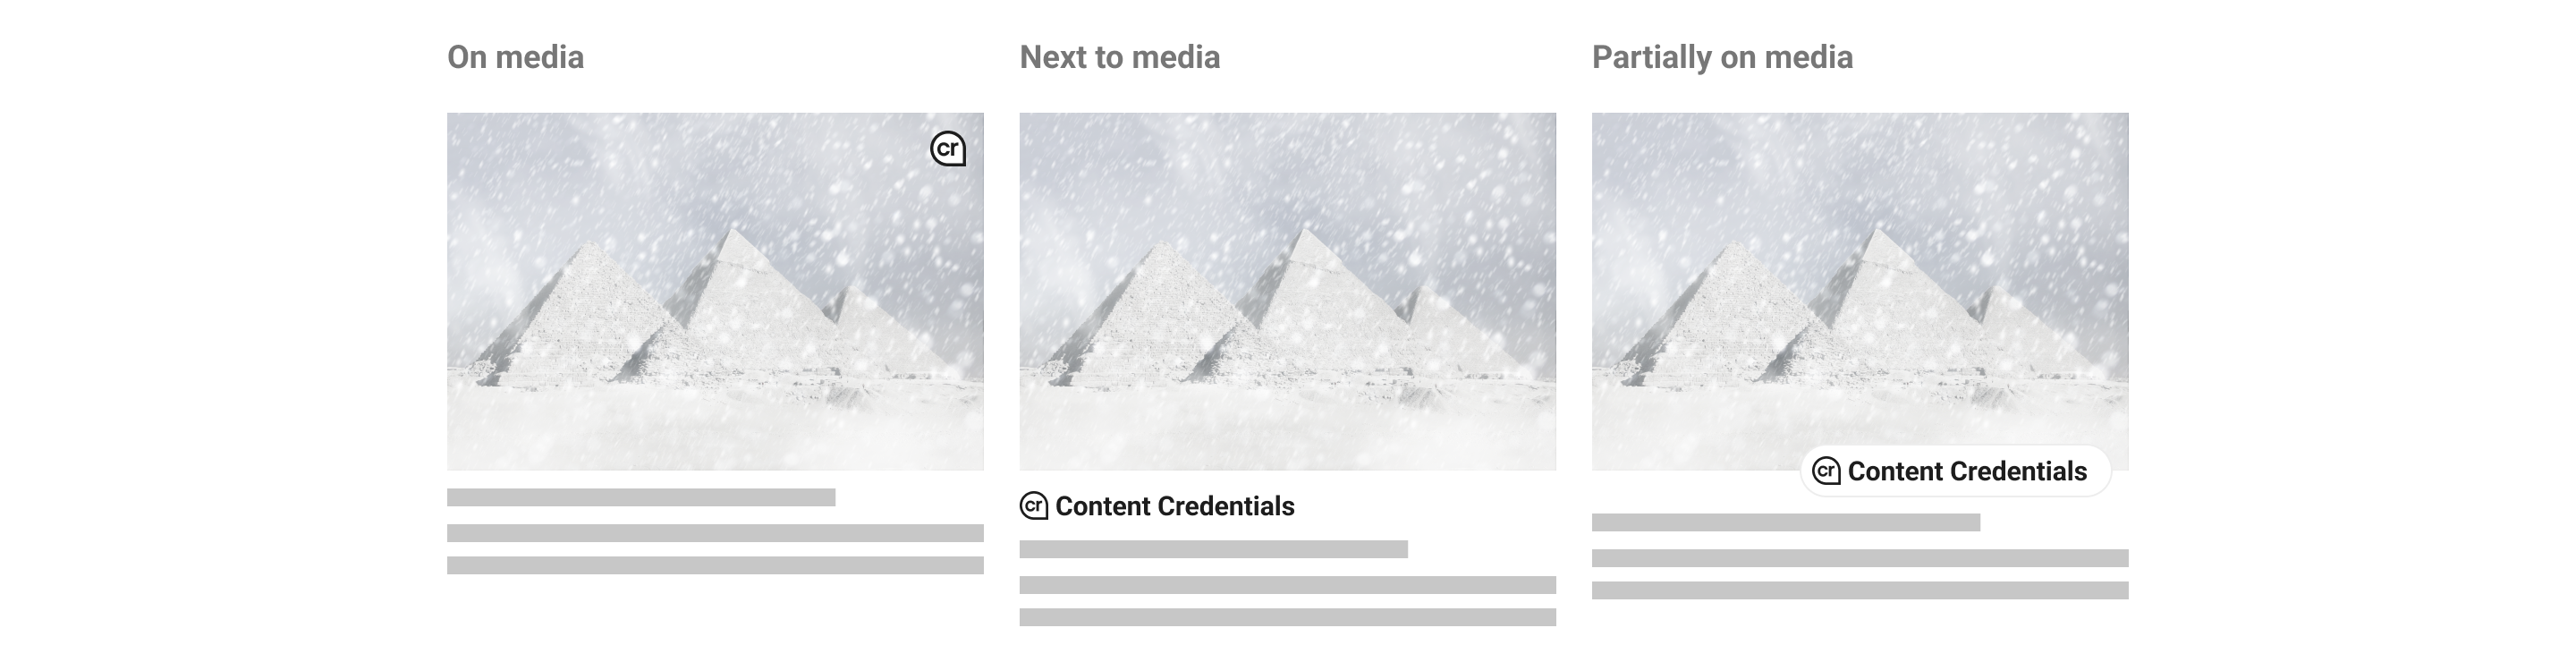 On media
Next to media
Partially on media
cr
cr Content Credentials
cr Content Credentials